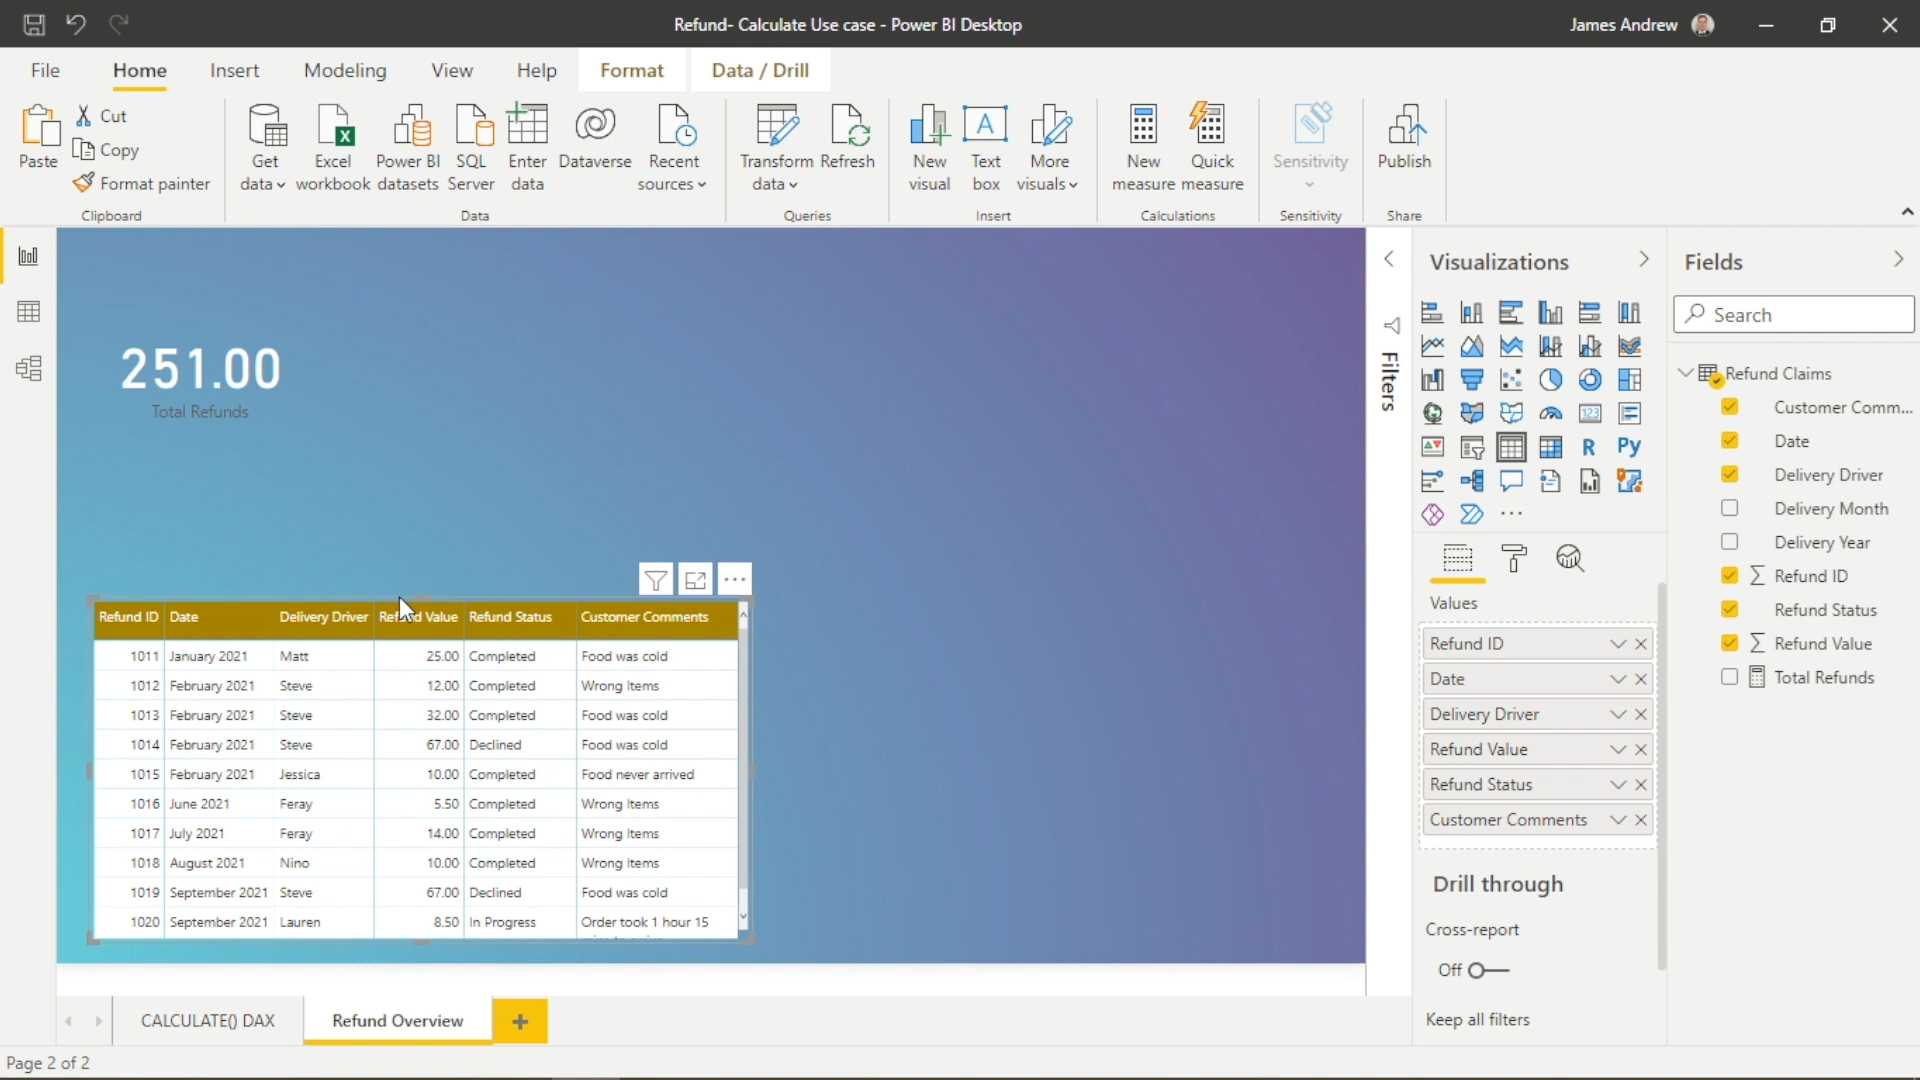 Refund- Calculate Use case - Power BI Desktop
James Andrew
File Home Insert Modeling View Help Format Data / Drill
Paste
Cut
Copy
Format painter
Clipboard
Get data
Excel workbook
Power BI datasets
SQL Server
Enter data
Dataverse
Recent sources
Data
Transform data
Refresh
Queries
New visual
Text box
More visuals
Insert
New measure
Quick measure
Calculations
Sensitivity
Sensitivity
Publish
Share
251.00
Total Refunds
Refund ID Date Delivery Driver Refund Value Refund Status Customer Comments
1011 January 2021 Matt 25.00 Completed Food was cold
1012 February 2021 Steve 12.00 Completed Wrong Items
1013 February 2021 Steve 32.00 Completed Food was cold
1014 February 2021 Steve 67.00 Declined Food was cold
1015 February 2021 Jessica 10.00 Completed Food never arrived
1016 June 2021 Feray 5.50 Completed Wrong Items
1017 July 2021 Feray 14.00 Completed Wrong Items
1018 August 2021 Nino 10.00 Completed Wrong Items
1019 September 2021 Steve 67.00 Declined Food was cold
1020 September 2021 Lauren 8.50 In Progress Order took 1 hour 15
Filters
Visualizations
123
R
Py
Values
Refund ID
Date
Delivery Driver
Refund Value
Refund Status
Customer Comments
Drill through
Cross-report
Off
Keep all filters
Fields
Search
Refund Claims
Customer Comm...
Date
Delivery Driver
Delivery Month
Delivery Year
Σ Refund ID
Refund Status
Σ Refund Value
Total Refunds
CALCULATE() DAX
Refund Overview
+
Page 2 of 2